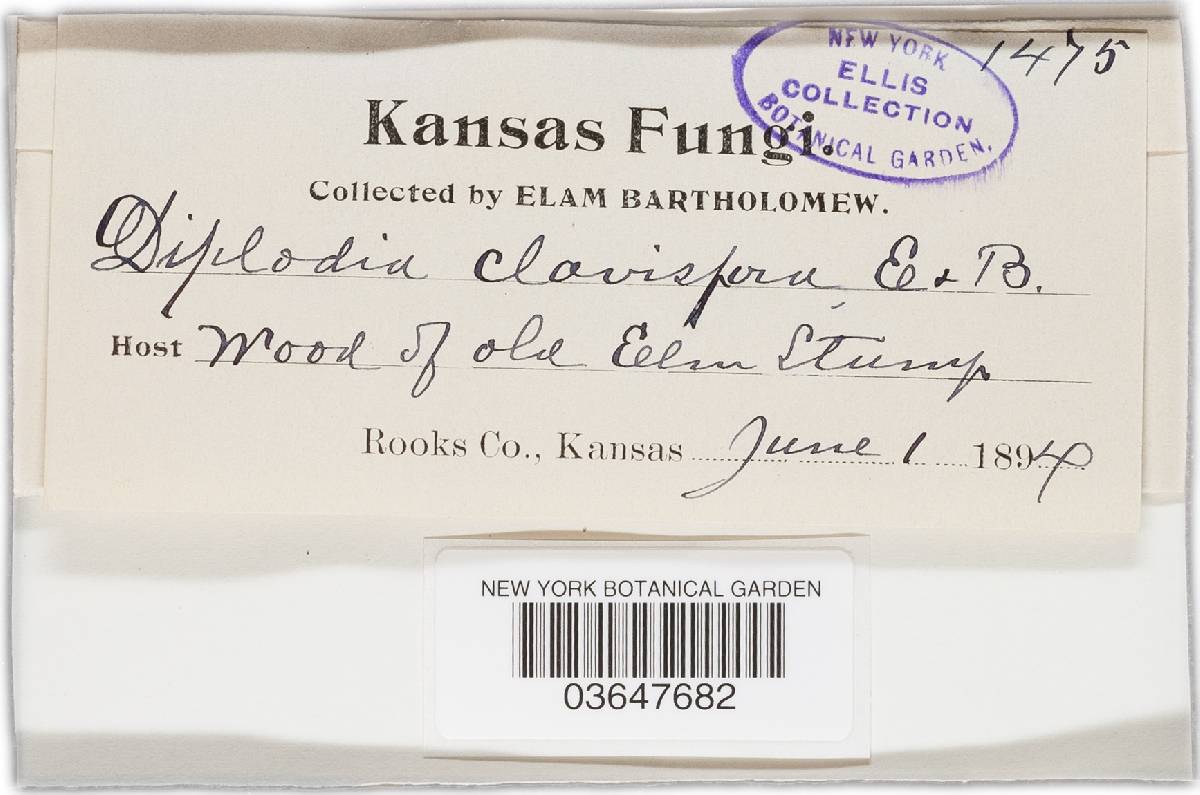 1475
NEW YORK
ELLIS
COLLECTION
BOTANICAL GARDEN.
Kansas Fungi.
Collected by ELAM BARTHOLOMEW.
Diplodia clavispora E & B.
Host Wood of old Elm Stump
Rooks Co., Kansas June 1 1894
NEW YORK BOTANICAL GARDEN
03647682